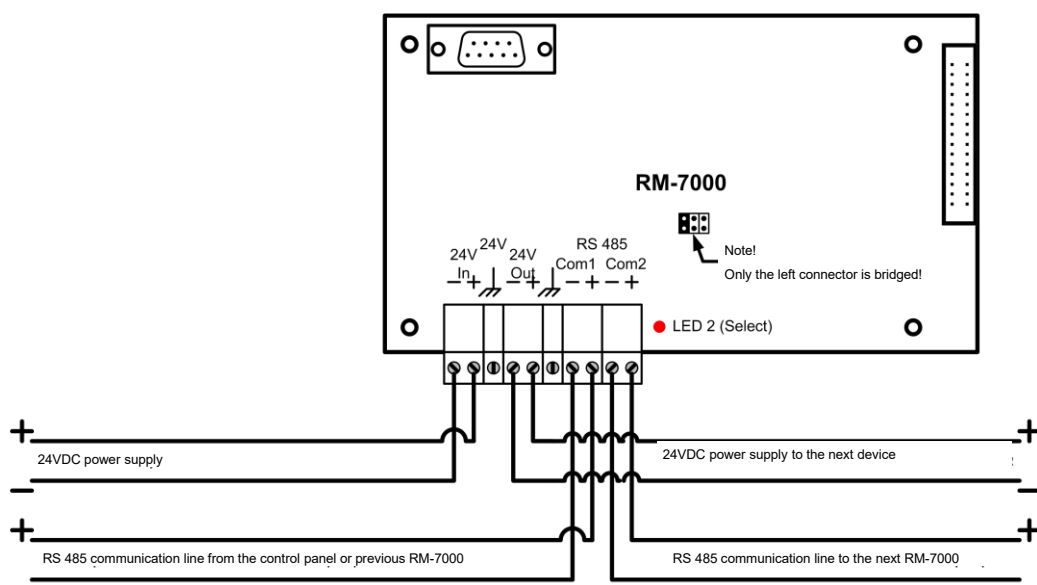 RM-7000
Note!
Only the left connector is bridged!
24V In
24V
24V Out
RS 485
Com1 Com2
− +
− +
− +
− +
LED 2 (Select)
+
24VDC power supply
−
+
24VDC power supply to the next device
−
+
RS 485 communication line from the control panel or previous RM-7000
+
RS 485 communication line to the next RM-7000